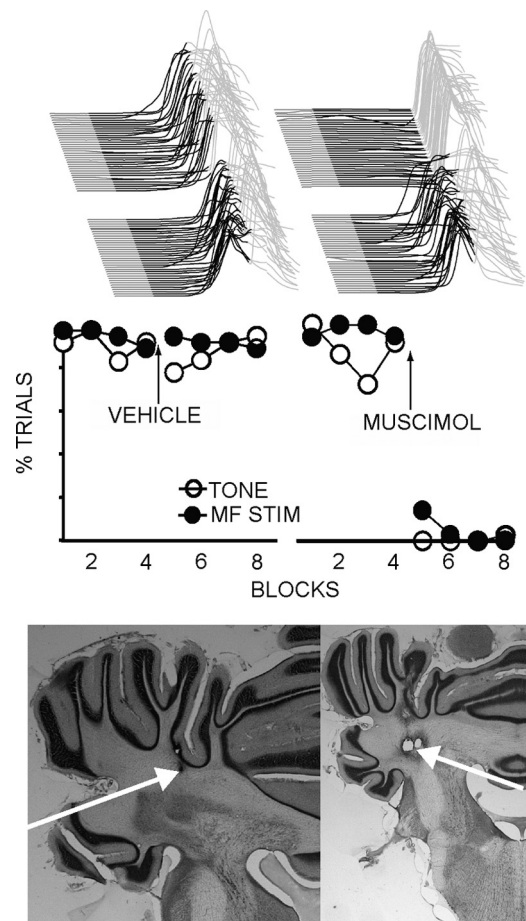 % TRIALS
VEHICLE
MUSCIMOL
TONE
MF STIM
2 4 6 8 2 4 6 8
BLOCKS